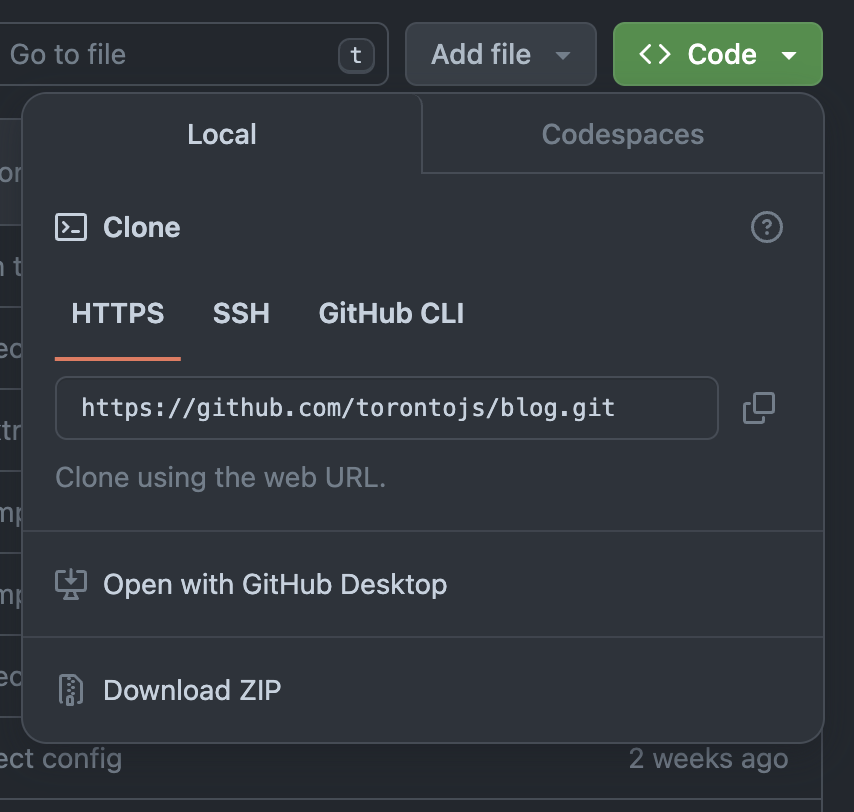 Go to file t Add file <> Code
Local Codespaces
Clone
HTTPS SSH GitHub CLI
https://github.com/torontojs/blog.git
Clone using the web URL.
Open with GitHub Desktop
Download ZIP
config 2 weeks ago